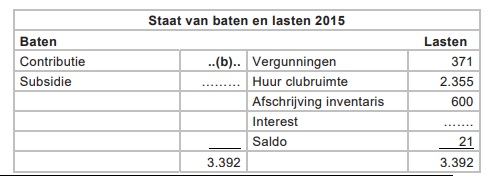 Staat van baten en lasten 2015
Baten Lasten
Contributie ..(b).. Vergunningen 371
Subsidie ……… Huur clubruimte 2.355
Afschrijving inventaris 600
Interest …….
Saldo 21
3.392 3.392